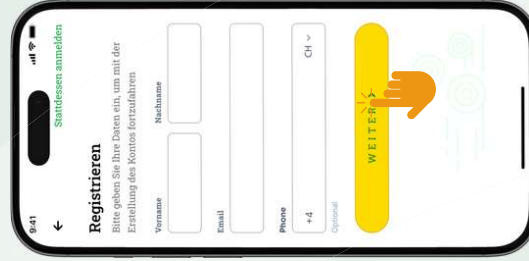 9:41
Stattdessen anmelden
Registrieren
Bitte geben Sie Ihre Daten ein, um mit der
Erstellung des Kontos fortzufahren
Vorname Nachname
Email
Phone
+4 CH
Optional
WEITER